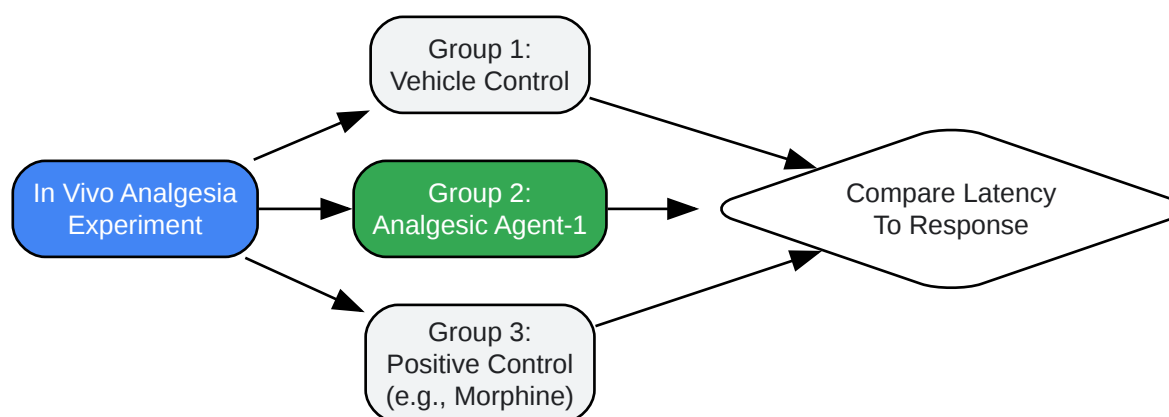 Group 1:
Vehicle Control
In Vivo Analgesia
Experiment
Group 2:
Analgesic Agent-1
Compare Latency
To Response
Group 3:
Positive Control
(e.g., Morphine)